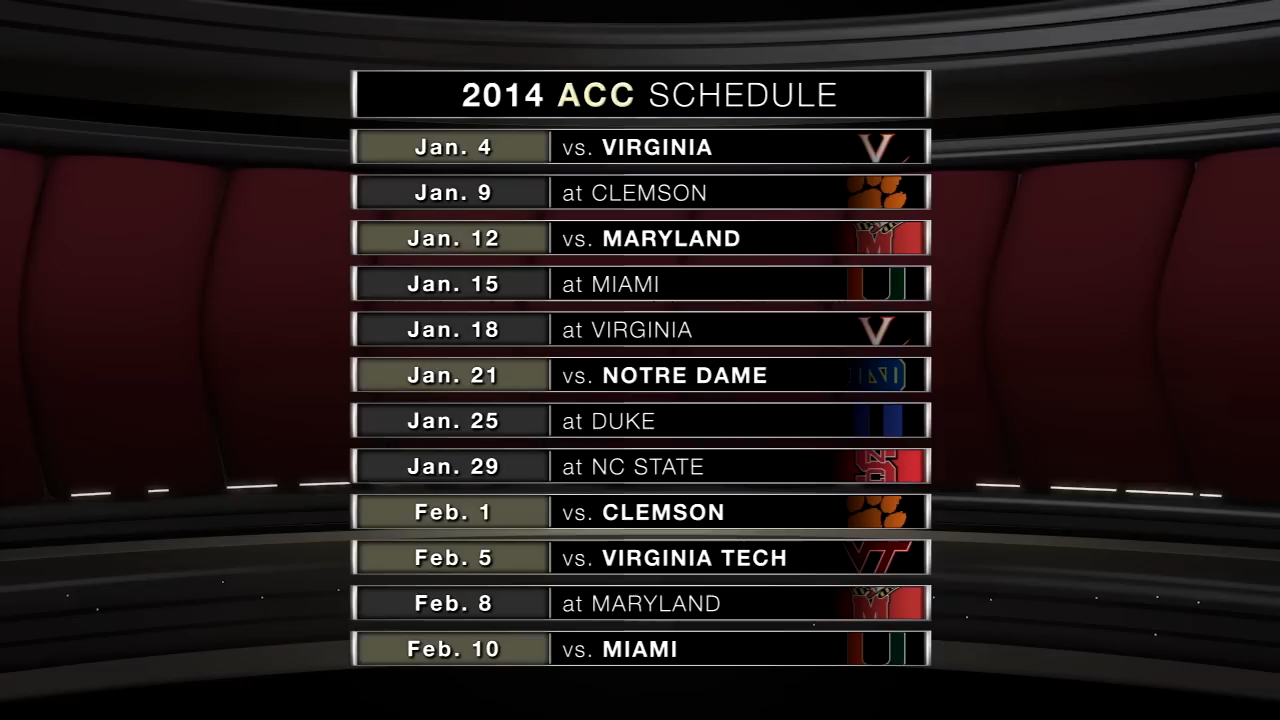 2014 ACC SCHEDULE
Jan. 4 vs. VIRGINIA
Jan. 9 at CLEMSON
Jan. 12 vs. MARYLAND
Jan. 15 at MIAMI
Jan. 18 at VIRGINIA
Jan. 21 vs. NOTRE DAME
Jan. 25 at DUKE
Jan. 29 at NC STATE
Feb. 1 vs. CLEMSON
Feb. 5 vs. VIRGINIA TECH
Feb. 8 at MARYLAND
Feb. 10 vs. MIAMI